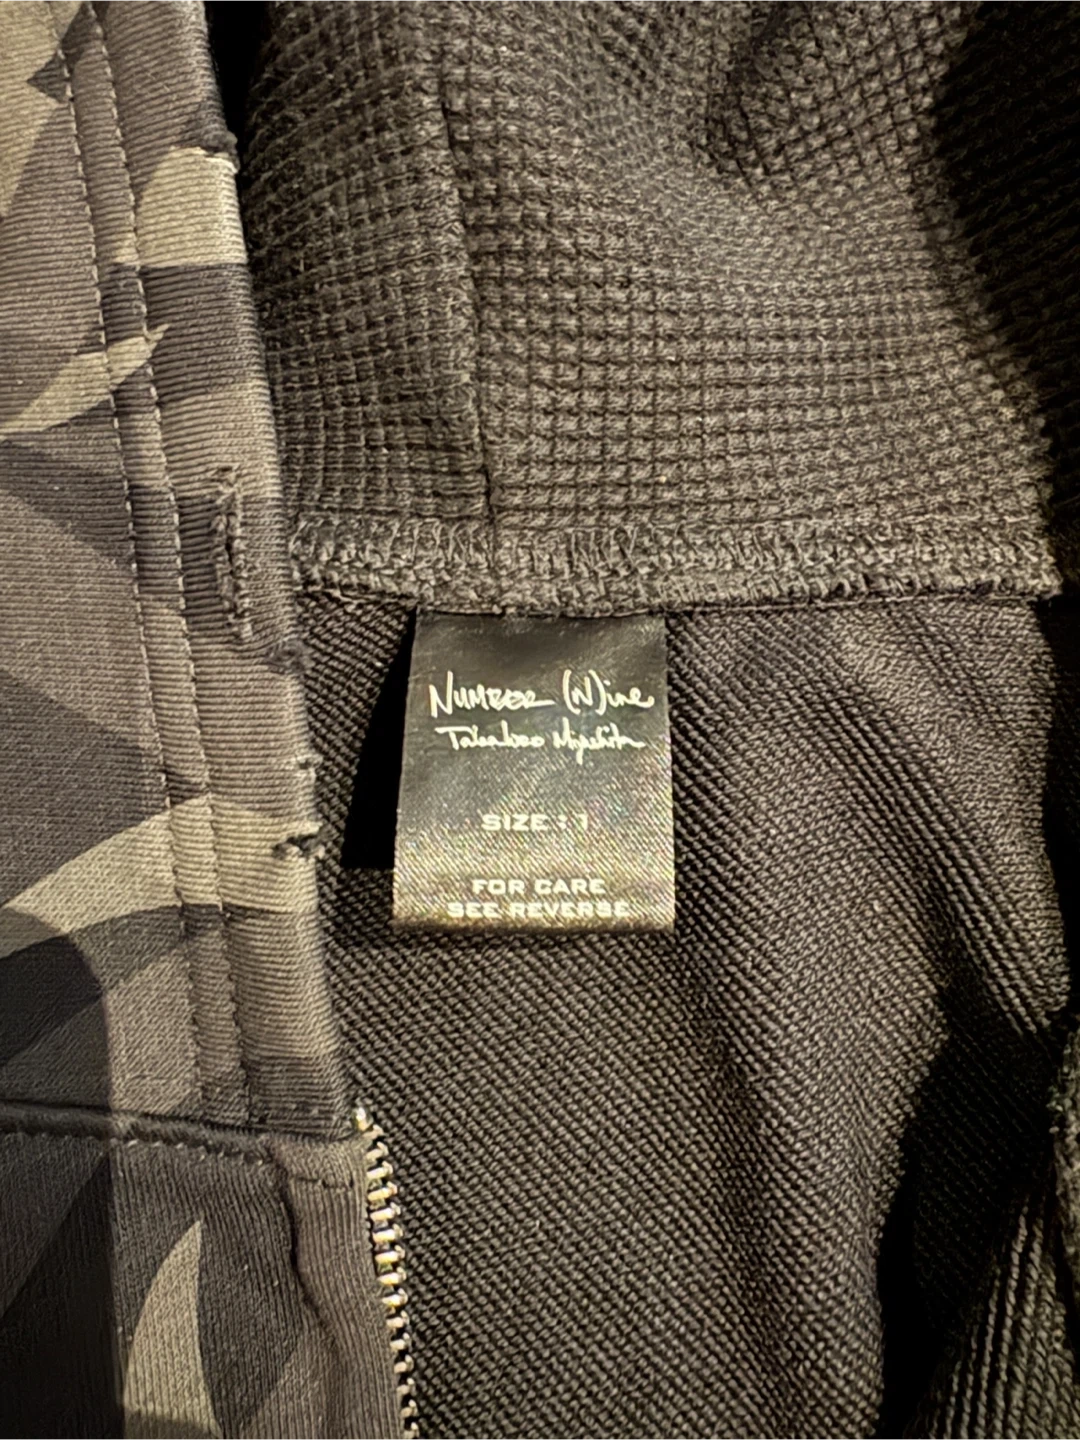 NUMBER (N)ine
Takahiro Miyashita
SIZE : 1
FOR CARE
SEE REVERSE